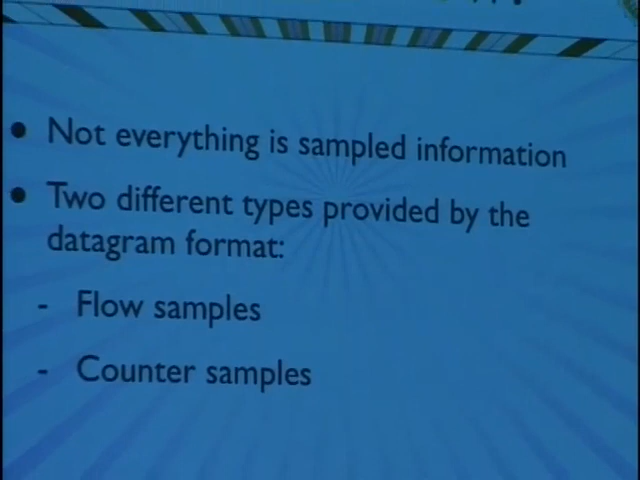 • Not everything is sampled information
• Two different types provided by the
datagram format:
- Flow samples
- Counter samples